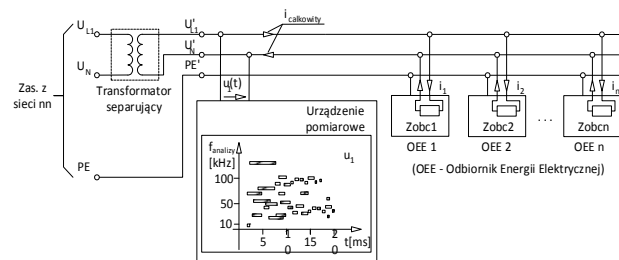 U_L1
U'_L1
i_całkowity
U_N
U'_N
PE'
Zas. z
sieci nn
Transformator
separujący
u_1(t)
i_1
i_2
i_n
Urządzenie
pomiarowe
Zobc1
Zobc2
...
Zobcn
OEE 1
OEE 2
OEE n
(OEE - Odbiornik Energii Elektrycznej)
f_analizy
[kHz]
u_1
100
50
10
PE
5
10
15
20
t[ms]